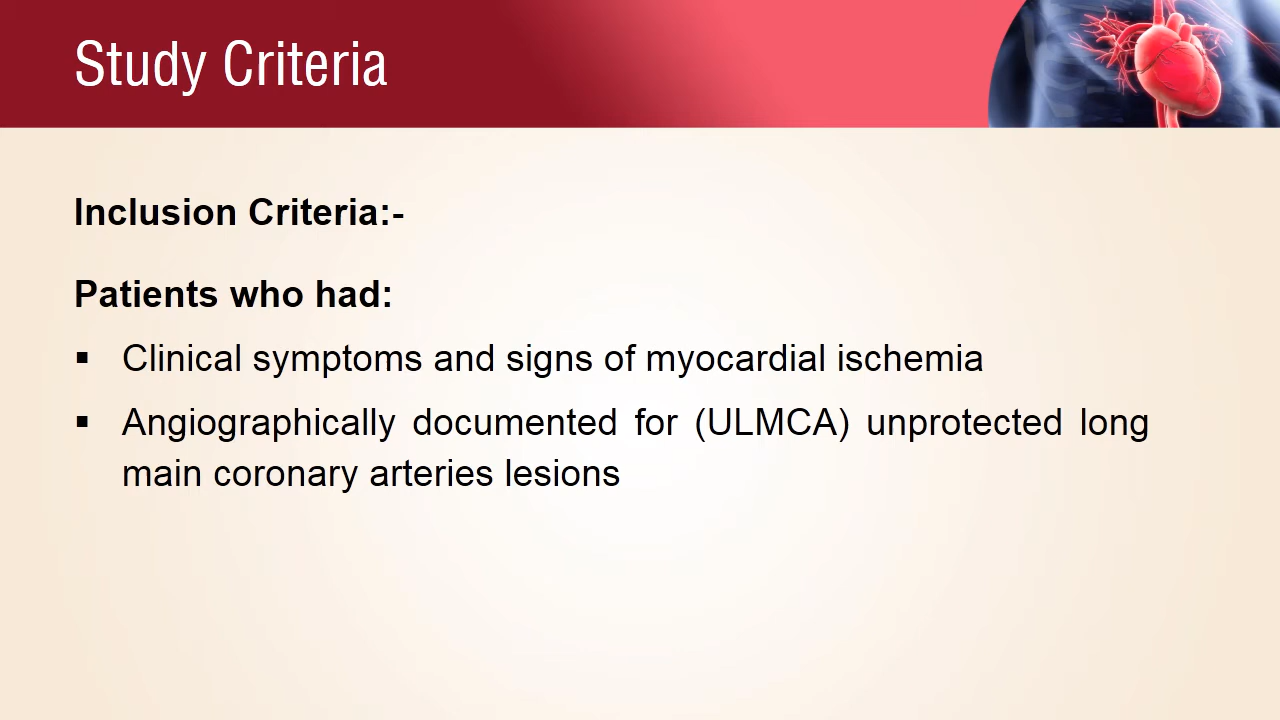 Study Criteria
Inclusion Criteria:-
Patients who had:
▪ Clinical symptoms and signs of myocardial ischemia
▪ Angiographically documented for (ULMCA) unprotected long
main coronary arteries lesions